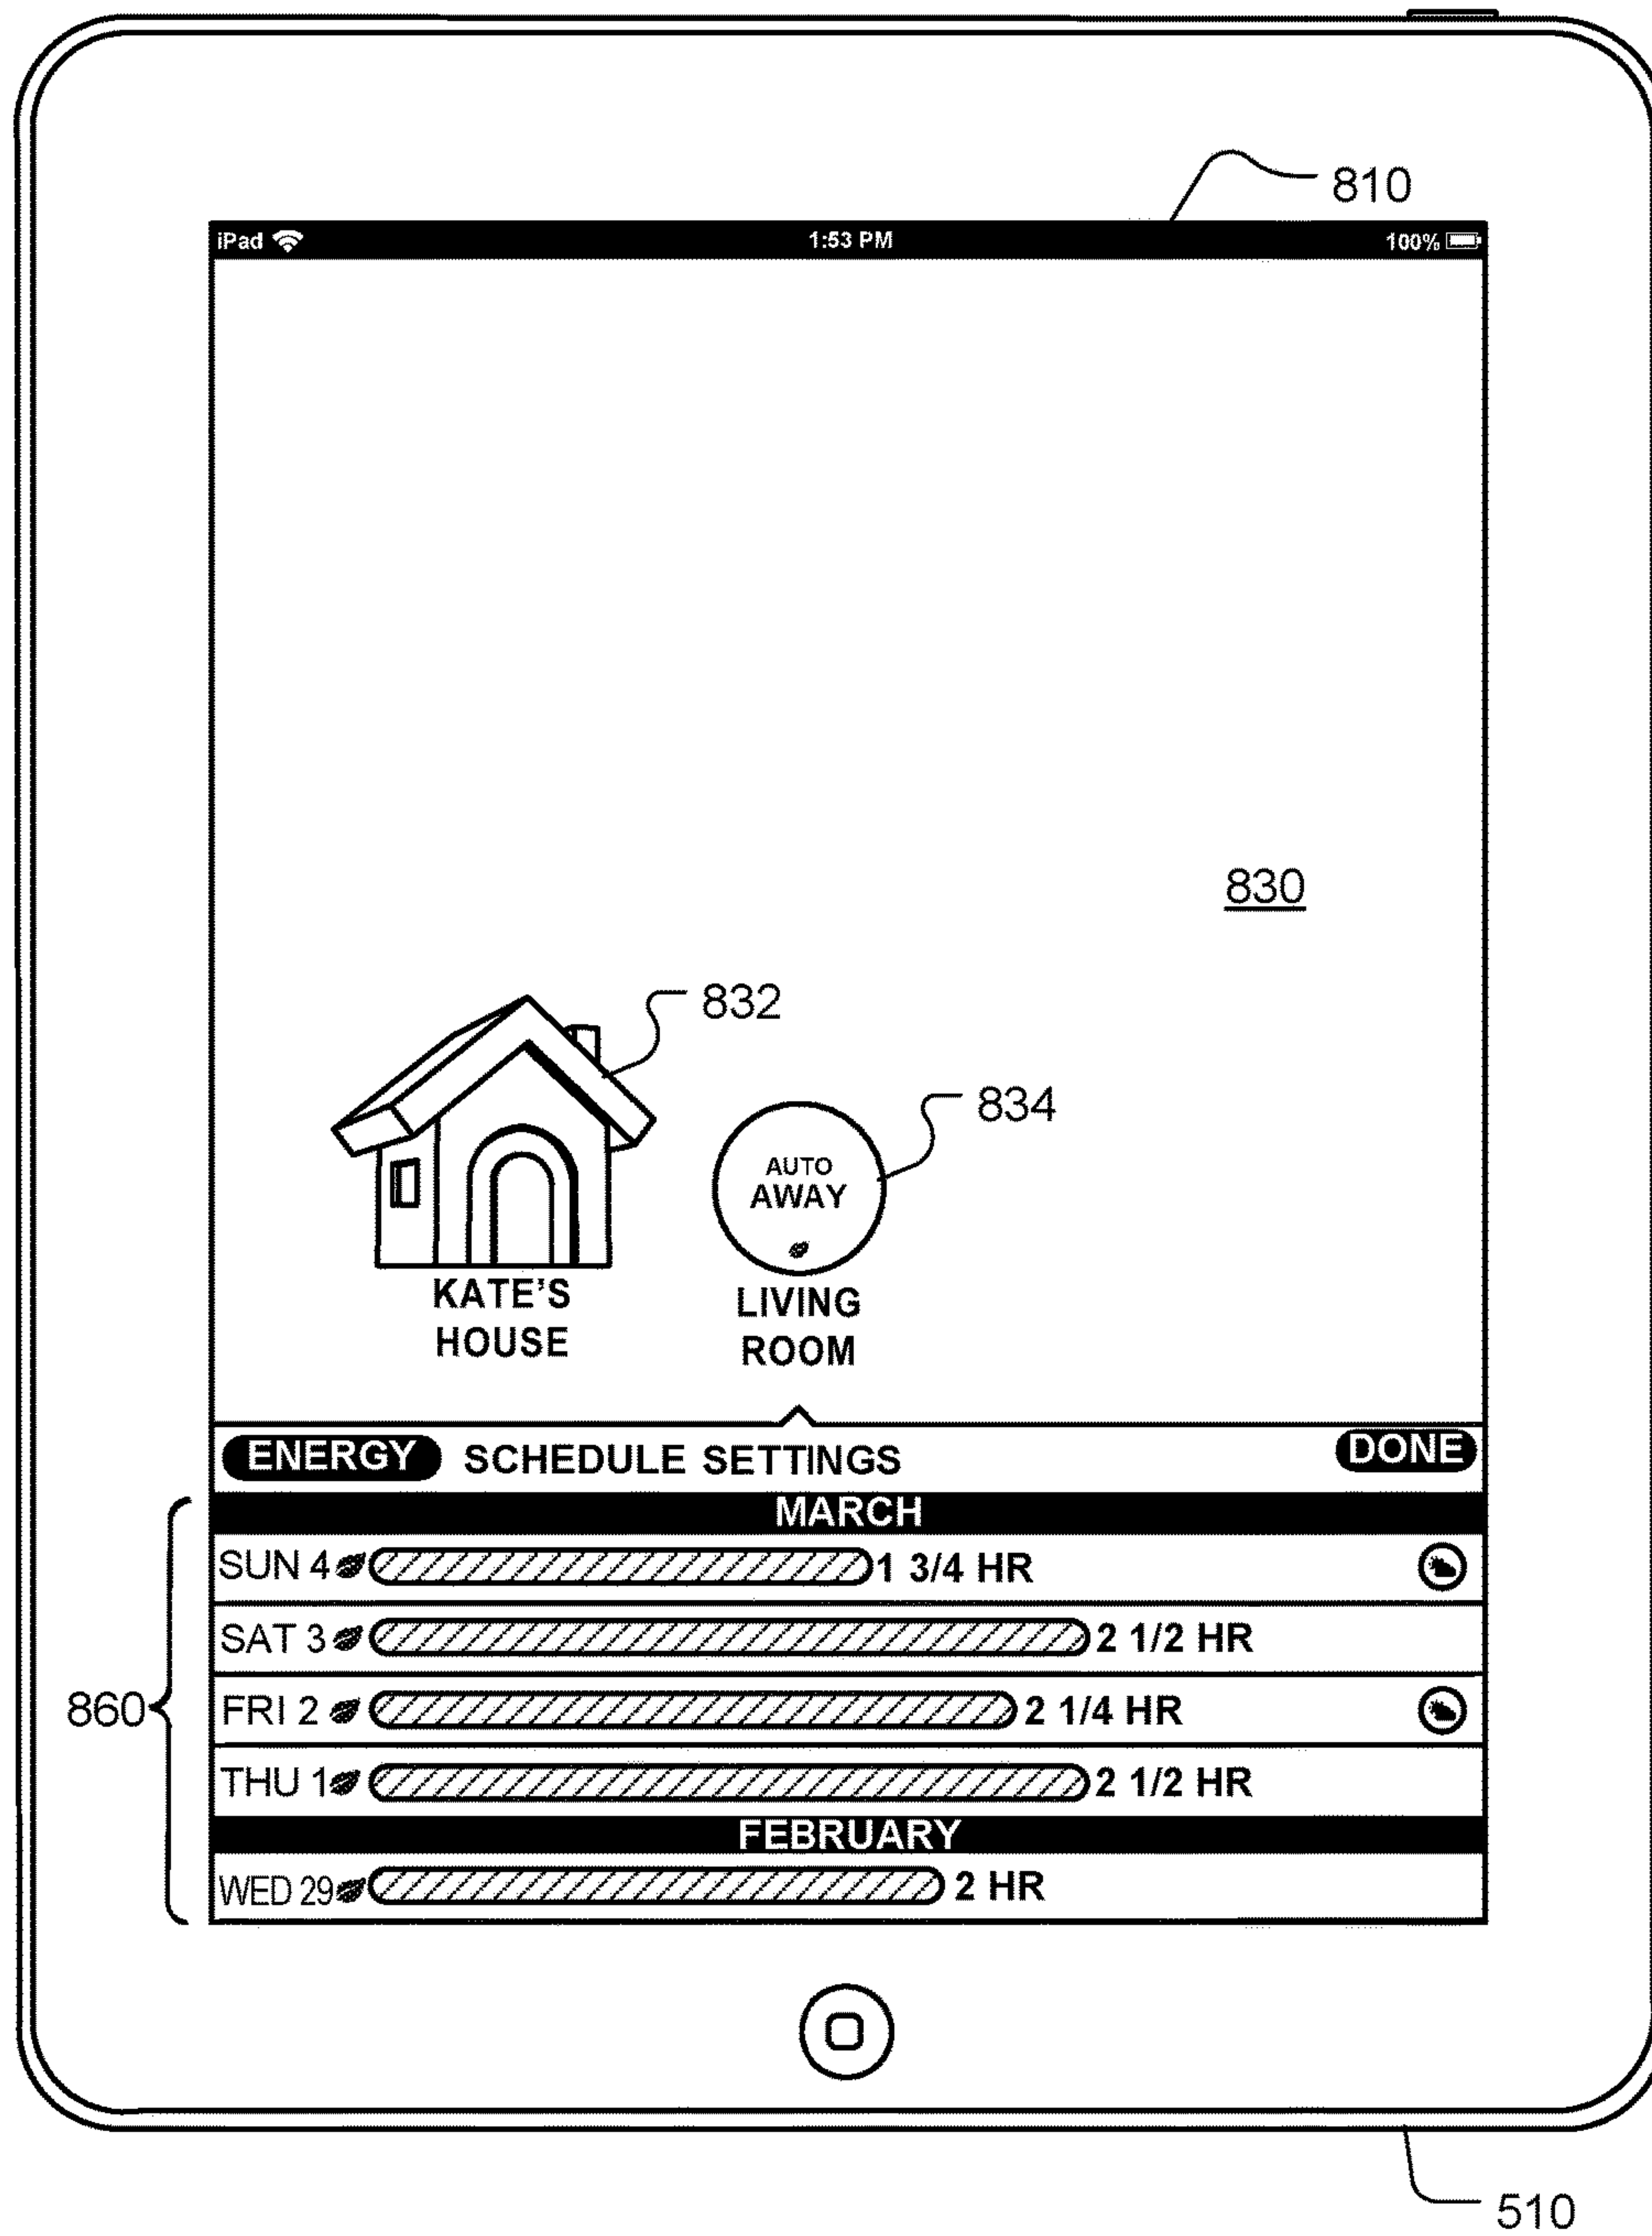 810
iPad 1:53 PM 100%
830
832
834
AUTO
AWAY
KATE'S
HOUSE
LIVING
ROOM
ENERGY SCHEDULE SETTINGS DONE
MARCH
SUN 4 1 3/4 HR
SAT 3 2 1/2 HR
860
FRI 2 2 1/4 HR
THU 1 2 1/2 HR
FEBRUARY
WED 29 2 HR
510